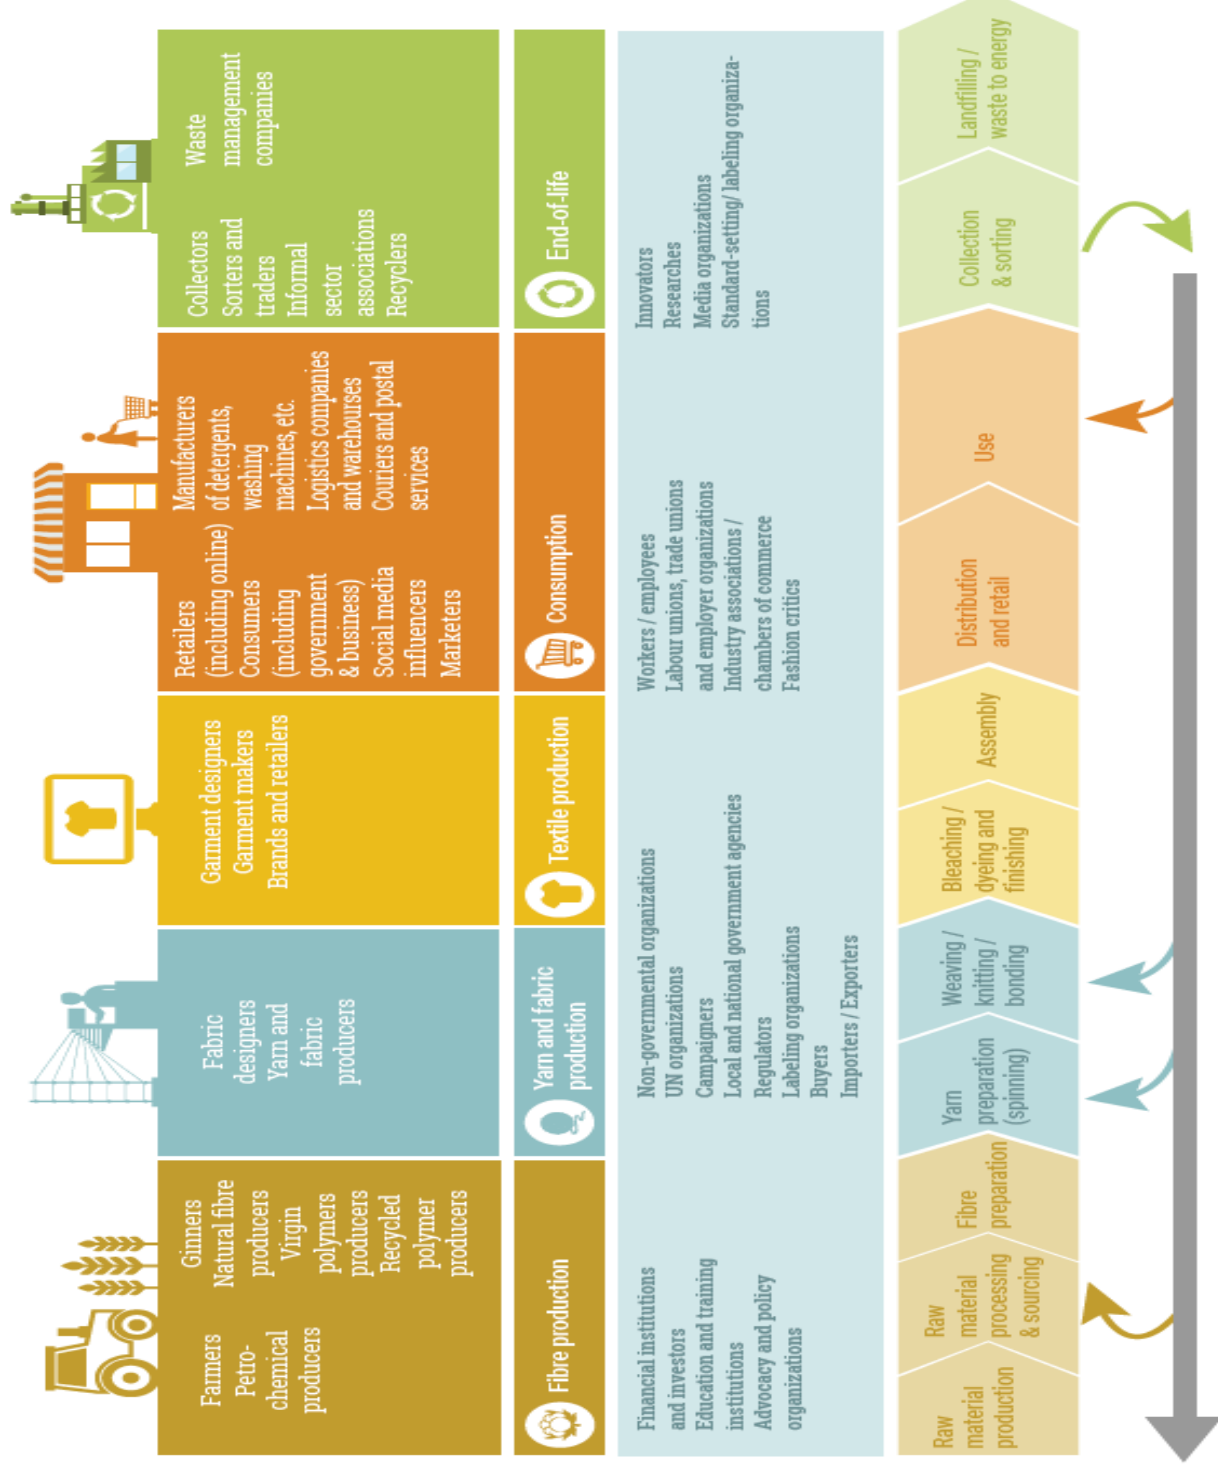 Farmers
Petro-
chemical
producers
Ginners
Natural fibre
producers
Virgin
polymers
producers
Recycled
polymer
producers
Fabric
designers
Yarn and
fabric
producers
Garment designers
Garment makers
Brands and retailers
Retailers
(including online)
Consumers
(including
government
& business)
Social media
influencers
Marketers
Manufacturers
of detergents,
washing
machines, etc.
Logistics companies
and warehourses
Couriers and postal
services
Collectors
Sorters and
traders
Informal
sector
associations
Recyclers
Waste
management
companies
Fibre production
Yarn and fabric
production
Textile production
Consumption
End-of-life
Financial institutions
and investors
Education and training
institutions
Advocacy and policy
organizations
Non-governmental organizations
UN organizations
Campaigners
Local and national government agencies
Regulators
Labeling organizations
Buyers
Importers / Exporters
Workers / employees
Labour unions, trade unions
and employer organizations
Industry associations /
chambers of commerce
Fashion critics
Innovators
Researches
Media organizations
Standard-setting/ labeling organiza-
tions
Raw
material
production
Raw
material
processing
& sourcing
Fibre
preparation
Yarn
preparation
(spinning)
Weaving /
knitting /
bonding
Bleaching /
dyeing and
finishing
Assembly
Distribution
and retail
Use
Collection
& sorting
Landfilling /
waste to energy